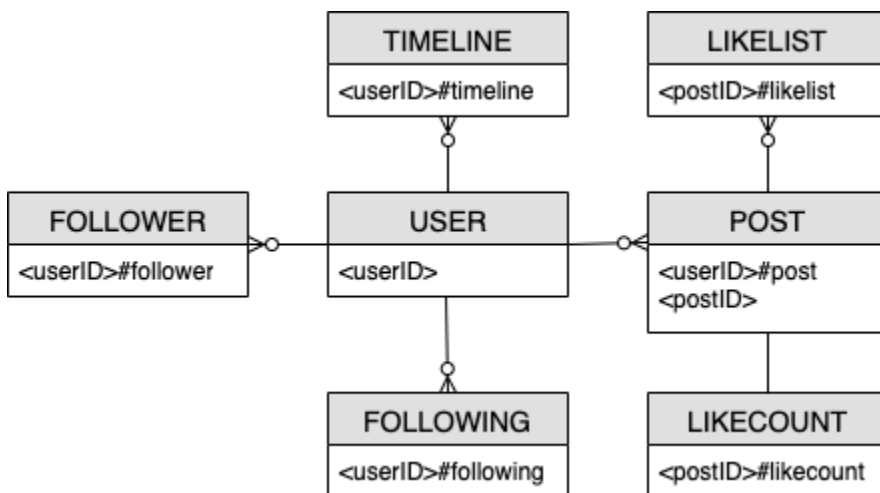 TIMELINE
<userID>#timeline
LIKELIST
<postID>#likelist
FOLLOWER
<userID>#follower
USER
<userID>
POST
<userID>#post
<postID>
FOLLOWING
<userID>#following
LIKECOUNT
<postID>#likecount